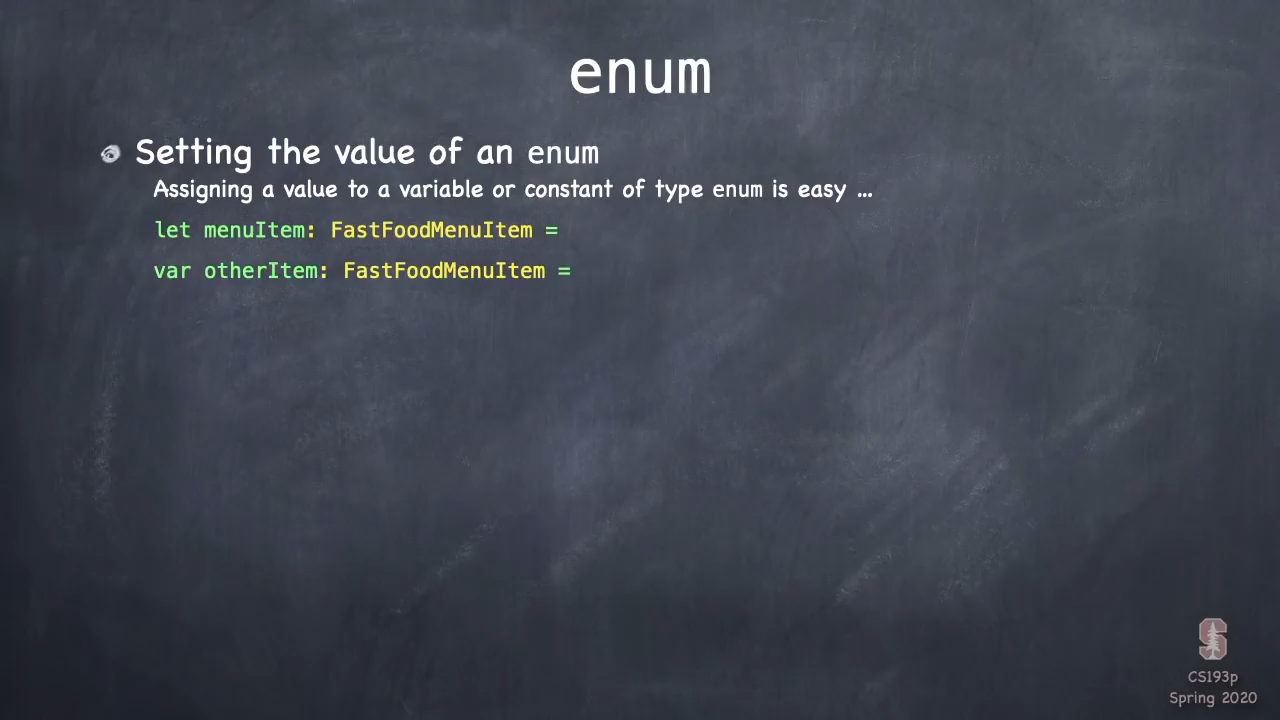 enum
Setting the value of an enum
Assigning a value to a variable or constant of type enum is easy ...
let menuItem: FastFoodMenuItem =
var otherItem: FastFoodMenuItem =
S
CS193p
Spring 2020